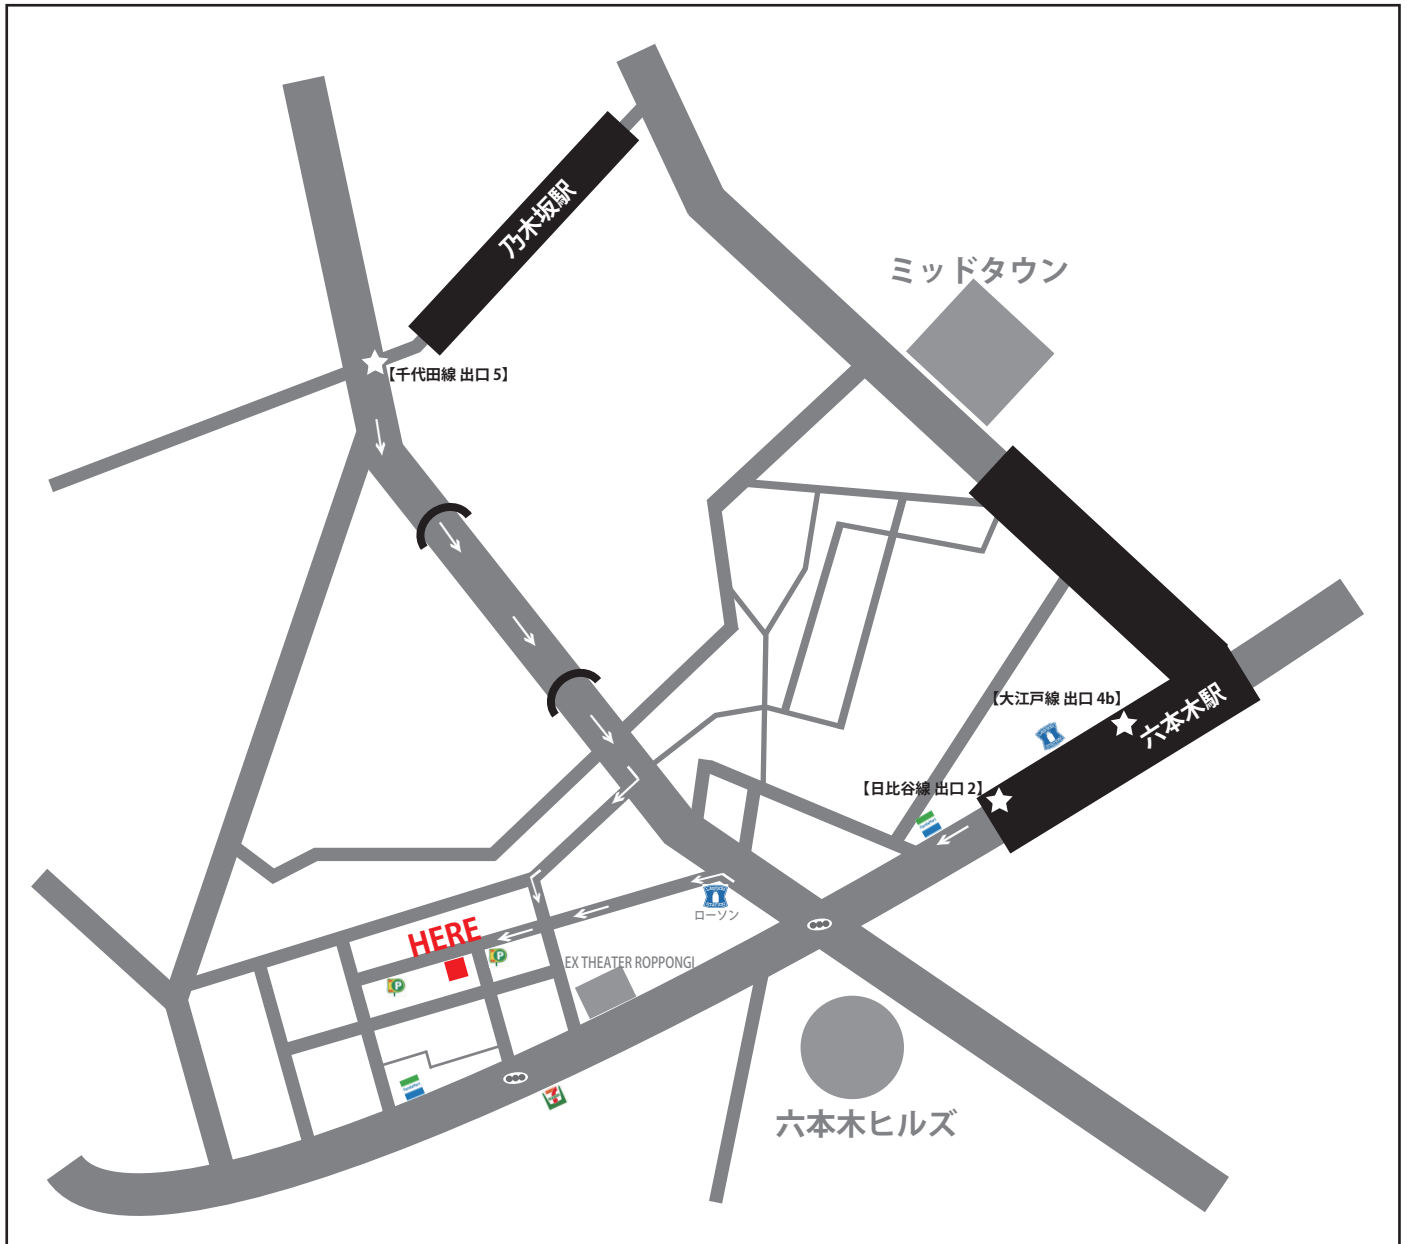 乃木坂駅
ミッドタウン
【千代田線 出口 5】
【大江戸線 出口 4b】
六本木駅
【日比谷線 出口 2】
ローソン
HERE
P
EX THEATER ROPPONGI
P
六本木ヒルズ
FamilyMart
7